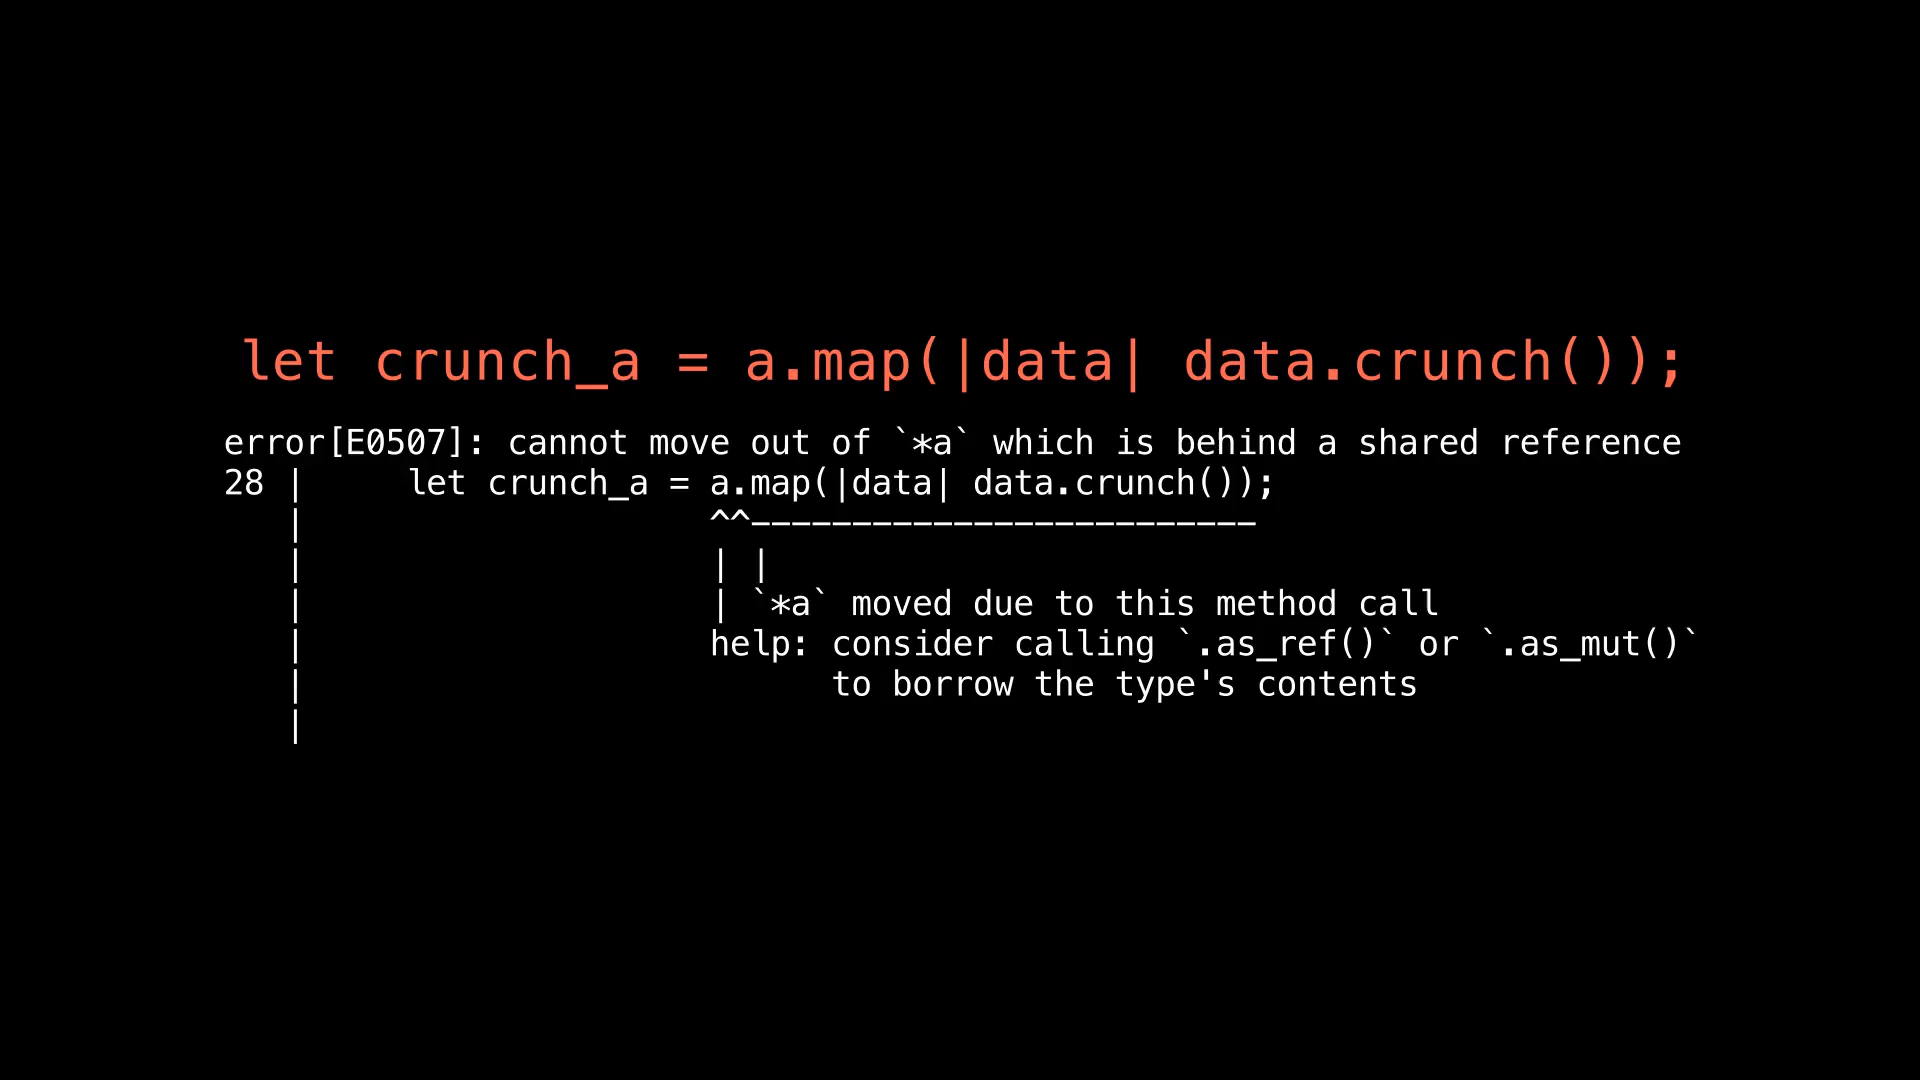 let crunch_a = a.map(|data| data.crunch());
error[E0507]: cannot move out of `*a` which is behind a shared reference
28 |     let crunch_a = a.map(|data| data.crunch());
   |                    ^^-------------------------
   |                    | |
   |                    | `*a` moved due to this method call
   |                    help: consider calling `.as_ref()` or `.as_mut()`
   |                          to borrow the type's contents
   |